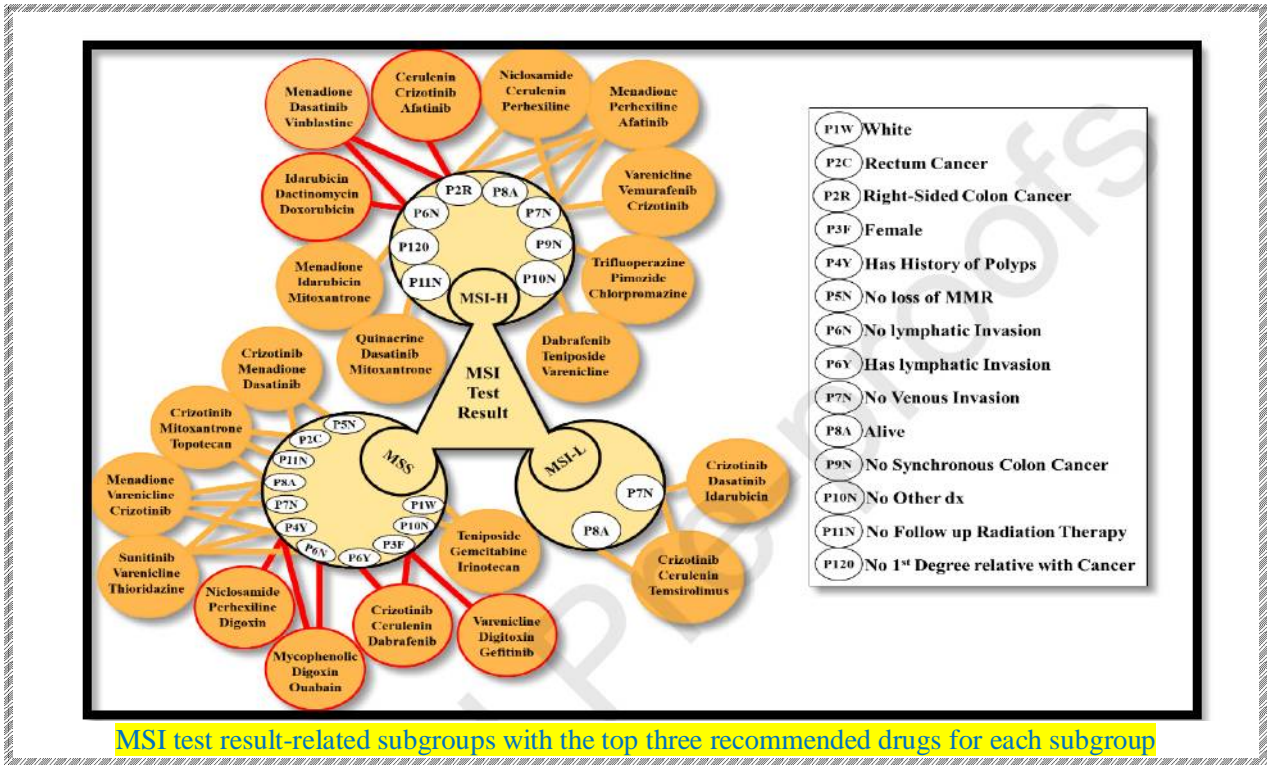 Menadione
Dasatinib
Vinblastine
Cerulenin
Crizotinib
Afatinib
Niclosamide
Cerulenin
Perhexiline
Menadione
Perhexiline
Afatinib
Idarubicin
Dactinomycin
Doxorubicin
Varenicline
Vemurafenib
Crizotinib
Menadione
Idarubicin
Mitoxantrone
Trifluoperazine
Pimozide
Chlorpromazine
Quinacrine
Dasatinib
Mitoxantrone
Dabrafenib
Teniposide
Varenicline
P2R
P8A
P6N
P7N
P120
P9N
P11N
P10N
MSI-H
MSI
Test
Result
Crizotinib
Menadione
Dasatinib
Crizotinib
Mitoxantrone
Topotecan
Menadione
Varenicline
Crizotinib
Sunitinib
Varenicline
Thioridazine
Niclosamide
Perhexiline
Digoxin
Mycophenolic
Digoxin
Ouabain
Crizotinib
Cerulenin
Dabrafenib
Varenicline
Digitoxin
Gefitinib
Teniposide
Gemcitabine
Irinotecan
P5N
P2C
P11N
P8A
P7N
P4Y
P6N
P6Y
P3F
P10N
P1W
MSS
MSI-L
P7N
P8A
Crizotinib
Dasatinib
Idarubicin
Crizotinib
Cerulenin
Temsirolimus
P1W White
P2C Rectum Cancer
P2R Right-Sided Colon Cancer
P3F Female
P4Y Has History of Polyps
P5N No loss of MMR
P6N No lymphatic Invasion
P6Y Has lymphatic Invasion
P7N No Venous Invasion
P8A Alive
P9N No Synchronous Colon Cancer
P10N No Other dx
P11N No Follow up Radiation Therapy
P120 No 1st Degree relative with Cancer
MSI test result-related subgroups with the top three recommended drugs for each subgroup